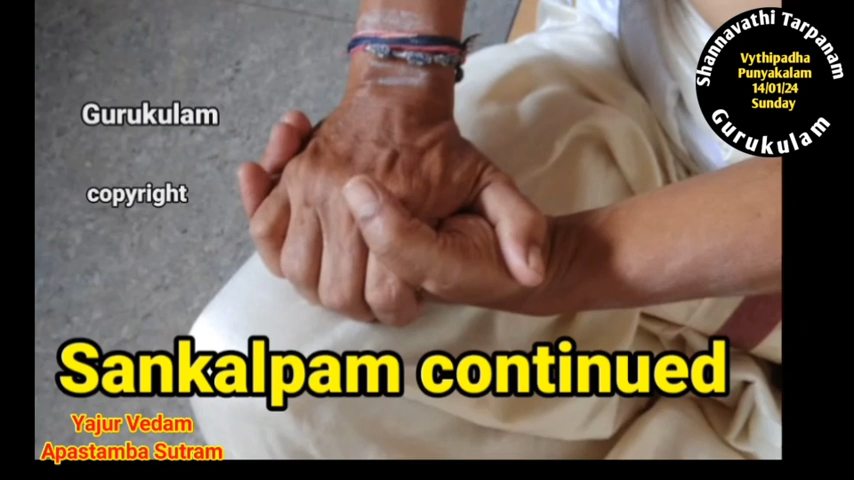 Shannavathi Tarpanam
Vythipadha
Punyakalam
14/01/24
Sunday
Gurukulam
Gurukulam
copyright
Sankalpam continued
Yajur Vedam
Apastamba Sutram